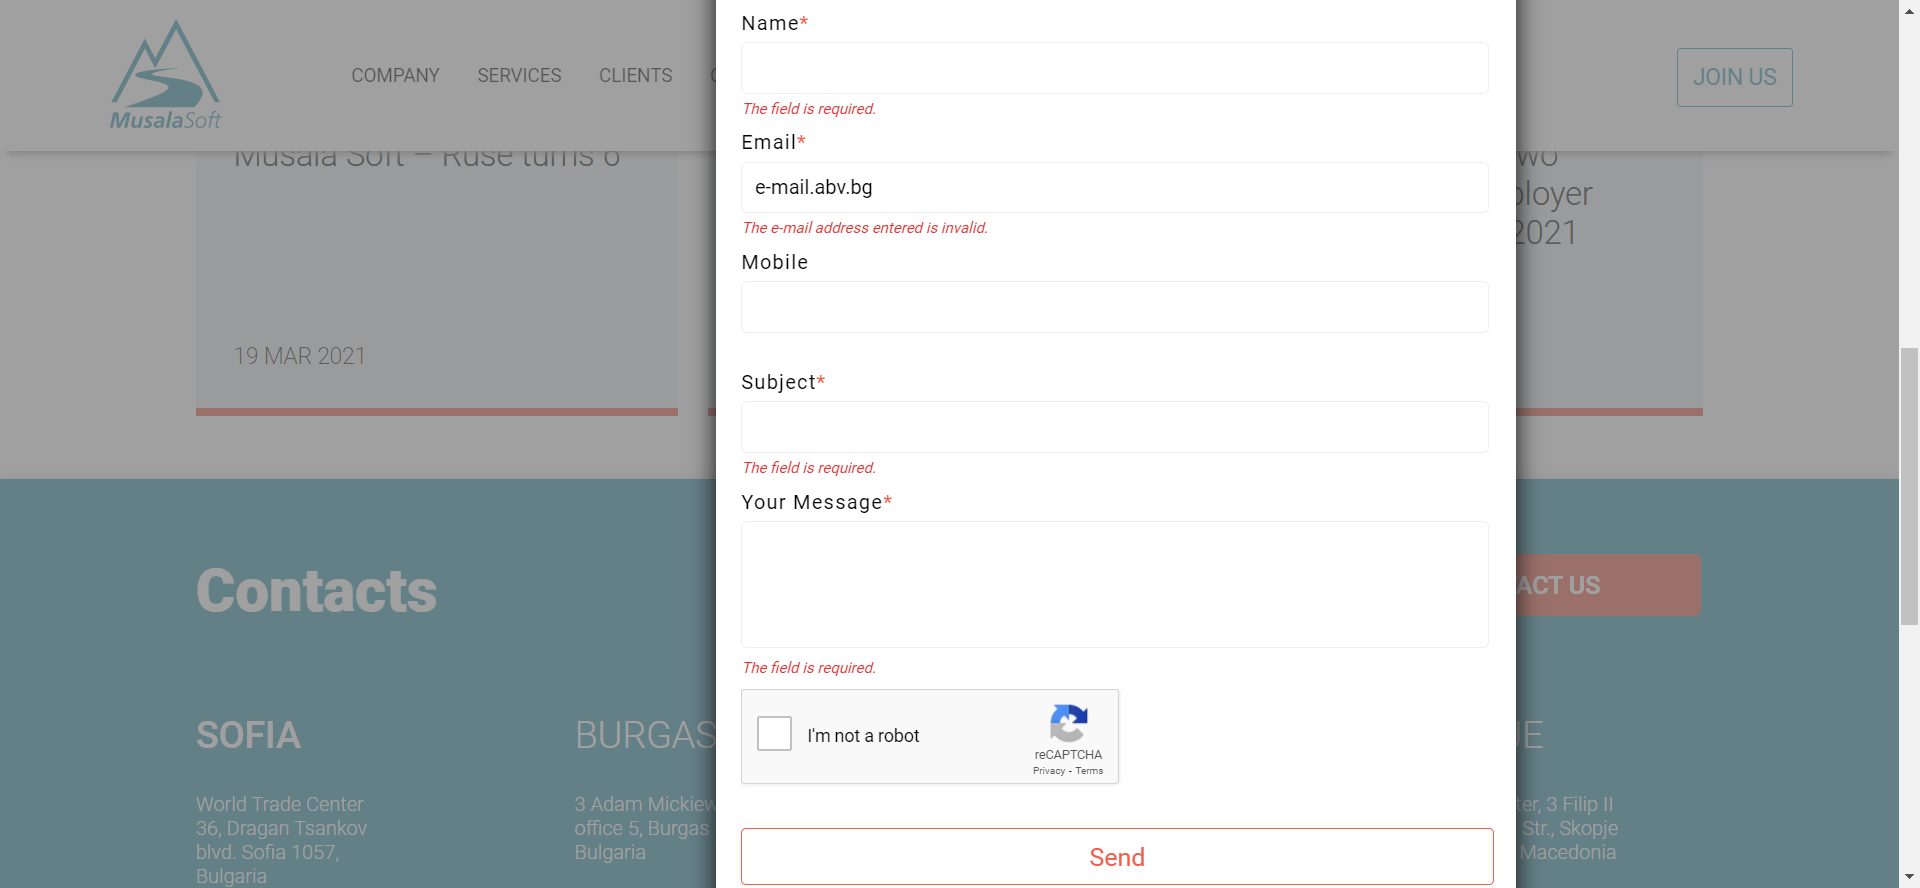 MusalaSoft
COMPANY
SERVICES
CLIENTS
JOIN US
Musala Soft – Ruse turns 6
19 MAR 2021
2021
Name*
The field is required.
Email*
e-mail.abv.bg
The e-mail address entered is invalid.
Mobile
Subject*
The field is required.
Your Message*
The field is required.
I'm not a robot
reCAPTCHA
Privacy - Terms
Send
Contacts
ACT US
SOFIA
World Trade Center
36, Dragan Tsankov
blvd. Sofia 1057,
Bulgaria
BURGAS
3 Adam Mickiew
office 5, Burgas
Bulgaria
ter, 3 Filip II
Str., Skopje
Macedonia